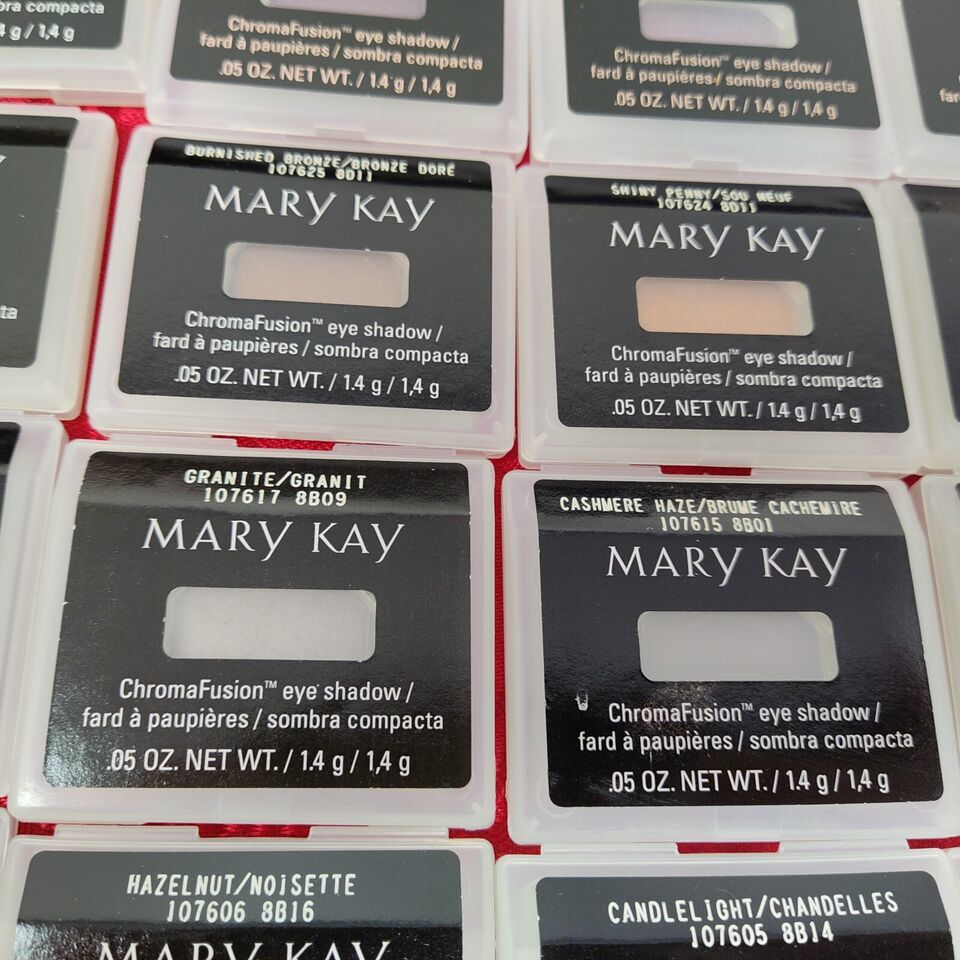 bra compacta
4 g / 1,4 g
ChromaFusion™ eye shadow /
fard à paupières / sombra compacta
.05 OZ. NET WT. / 1.4 g / 1,4 g
ChromaFusion™ eye shadow /
fard à paupières / sombra compacta
.05 OZ. NET WT. / 1.4 g / 1,4 g
far
ta
BURNISHED BRONZE/BRONZE DORÉ
107625 8D11
MARY KAY
ChromaFusion™ eye shadow /
fard à paupières / sombra compacta
.05 OZ. NET WT. / 1.4 g / 1,4 g
SHINY PENNY/SOU NEUF
107624 8D11
MARY KAY
ChromaFusion™ eye shadow /
fard à paupières / sombra compacta
.05 OZ. NET WT. / 1.4 g / 1,4 g
GRANITE/GRANIT
107617 8B09
MARY KAY
ChromaFusion™ eye shadow /
fard à paupières / sombra compacta
.05 OZ. NET WT. / 1.4 g / 1,4 g
CASHMERE HAZE/BRUME CACHEMIRE
107615 8B01
MARY KAY
ChromaFusion™ eye shadow /
fard à paupières / sombra compacta
.05 OZ. NET WT. / 1.4 g / 1,4 g
HAZELNUT/NOiSETTE
107606 8B16
MARY KAY
CANDLELIGHT/CHANDELLES
107605 8B14